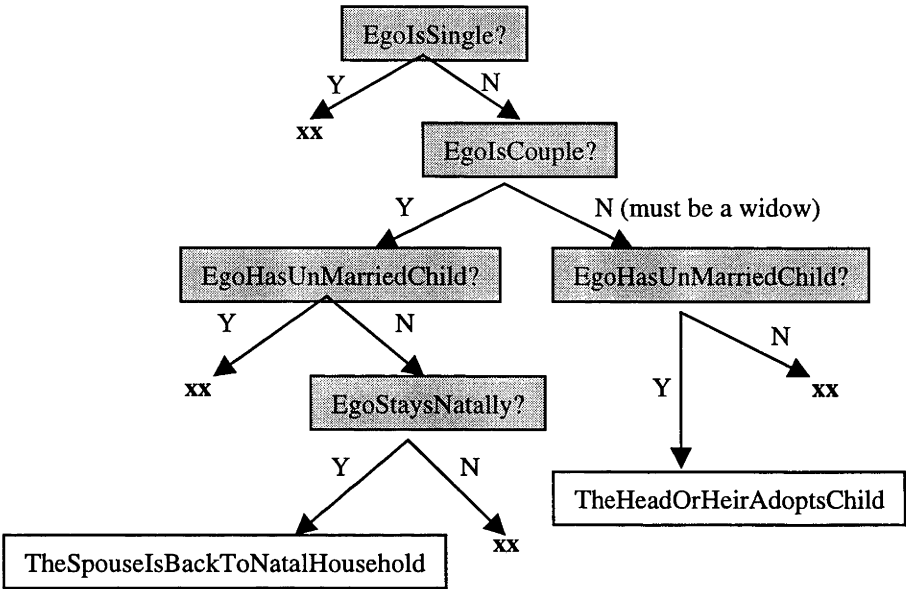 EgoIsSingle?
Y
N
xx
EgoIsCouple?
Y
N (must be a widow)
EgoHasUnMarriedChild?
EgoHasUnMarriedChild?
Y
N
N
xx
xx
EgoStaysNatally?
Y
Y
N
TheHeadOrHeirAdoptsChild
xx
TheSpouseIsBackToNatalHousehold